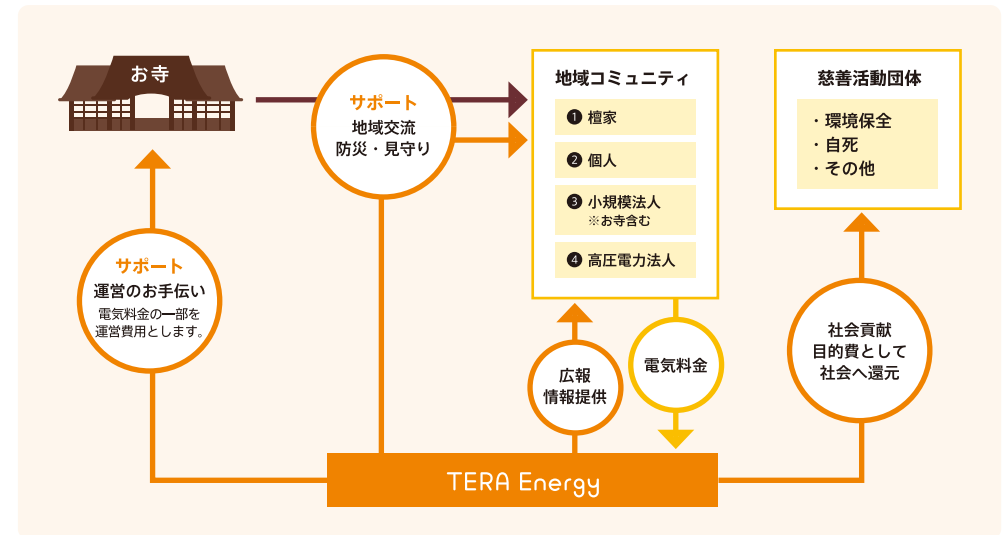 お寺
サポート
地域交流
防災・見守り
地域コミュニティ
❶ 檀家
❷ 個人
❸ 小規模法人
※お寺含む
❹ 高圧電力法人
慈善活動団体
・環境保全
・自死
・その他
サポート
運営のお手伝い
電気料金の一部を
運営費用とします。
広報
情報提供
電気料金
社会貢献
目的費として
社会へ還元
TERA Energy